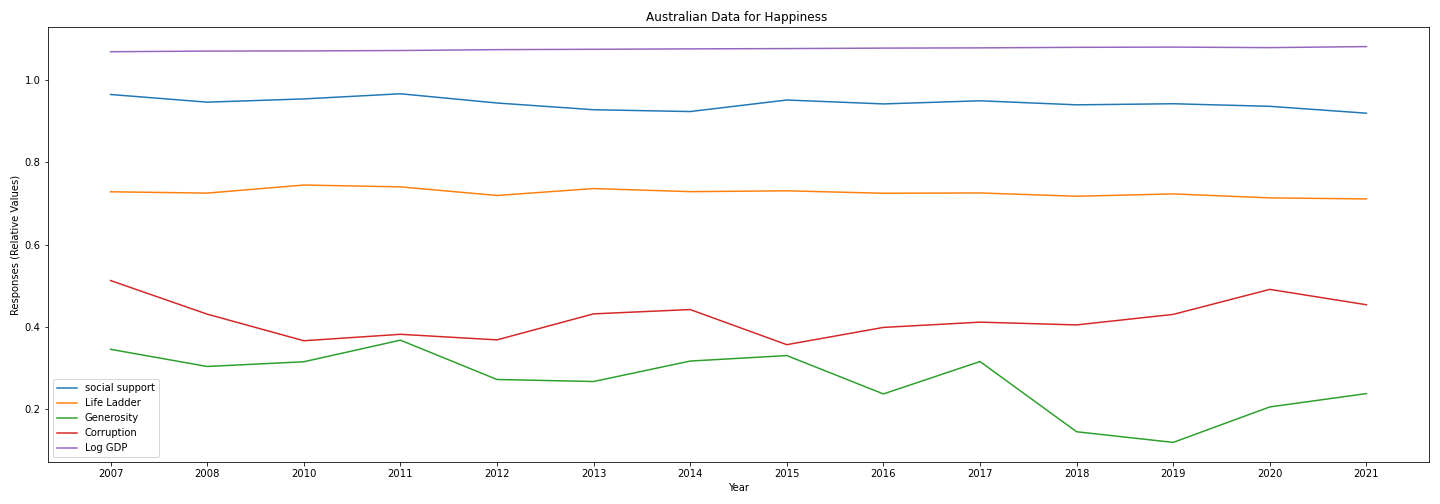 Australian Data for Happiness
Responses (Relative Values)
1.0
0.8
0.6
0.4
0.2
social support
Life Ladder
Generosity
Corruption
Log GDP
2007 2008 2010 2011 2012 2013 2014 2015 2016 2017 2018 2019 2020 2021
Year